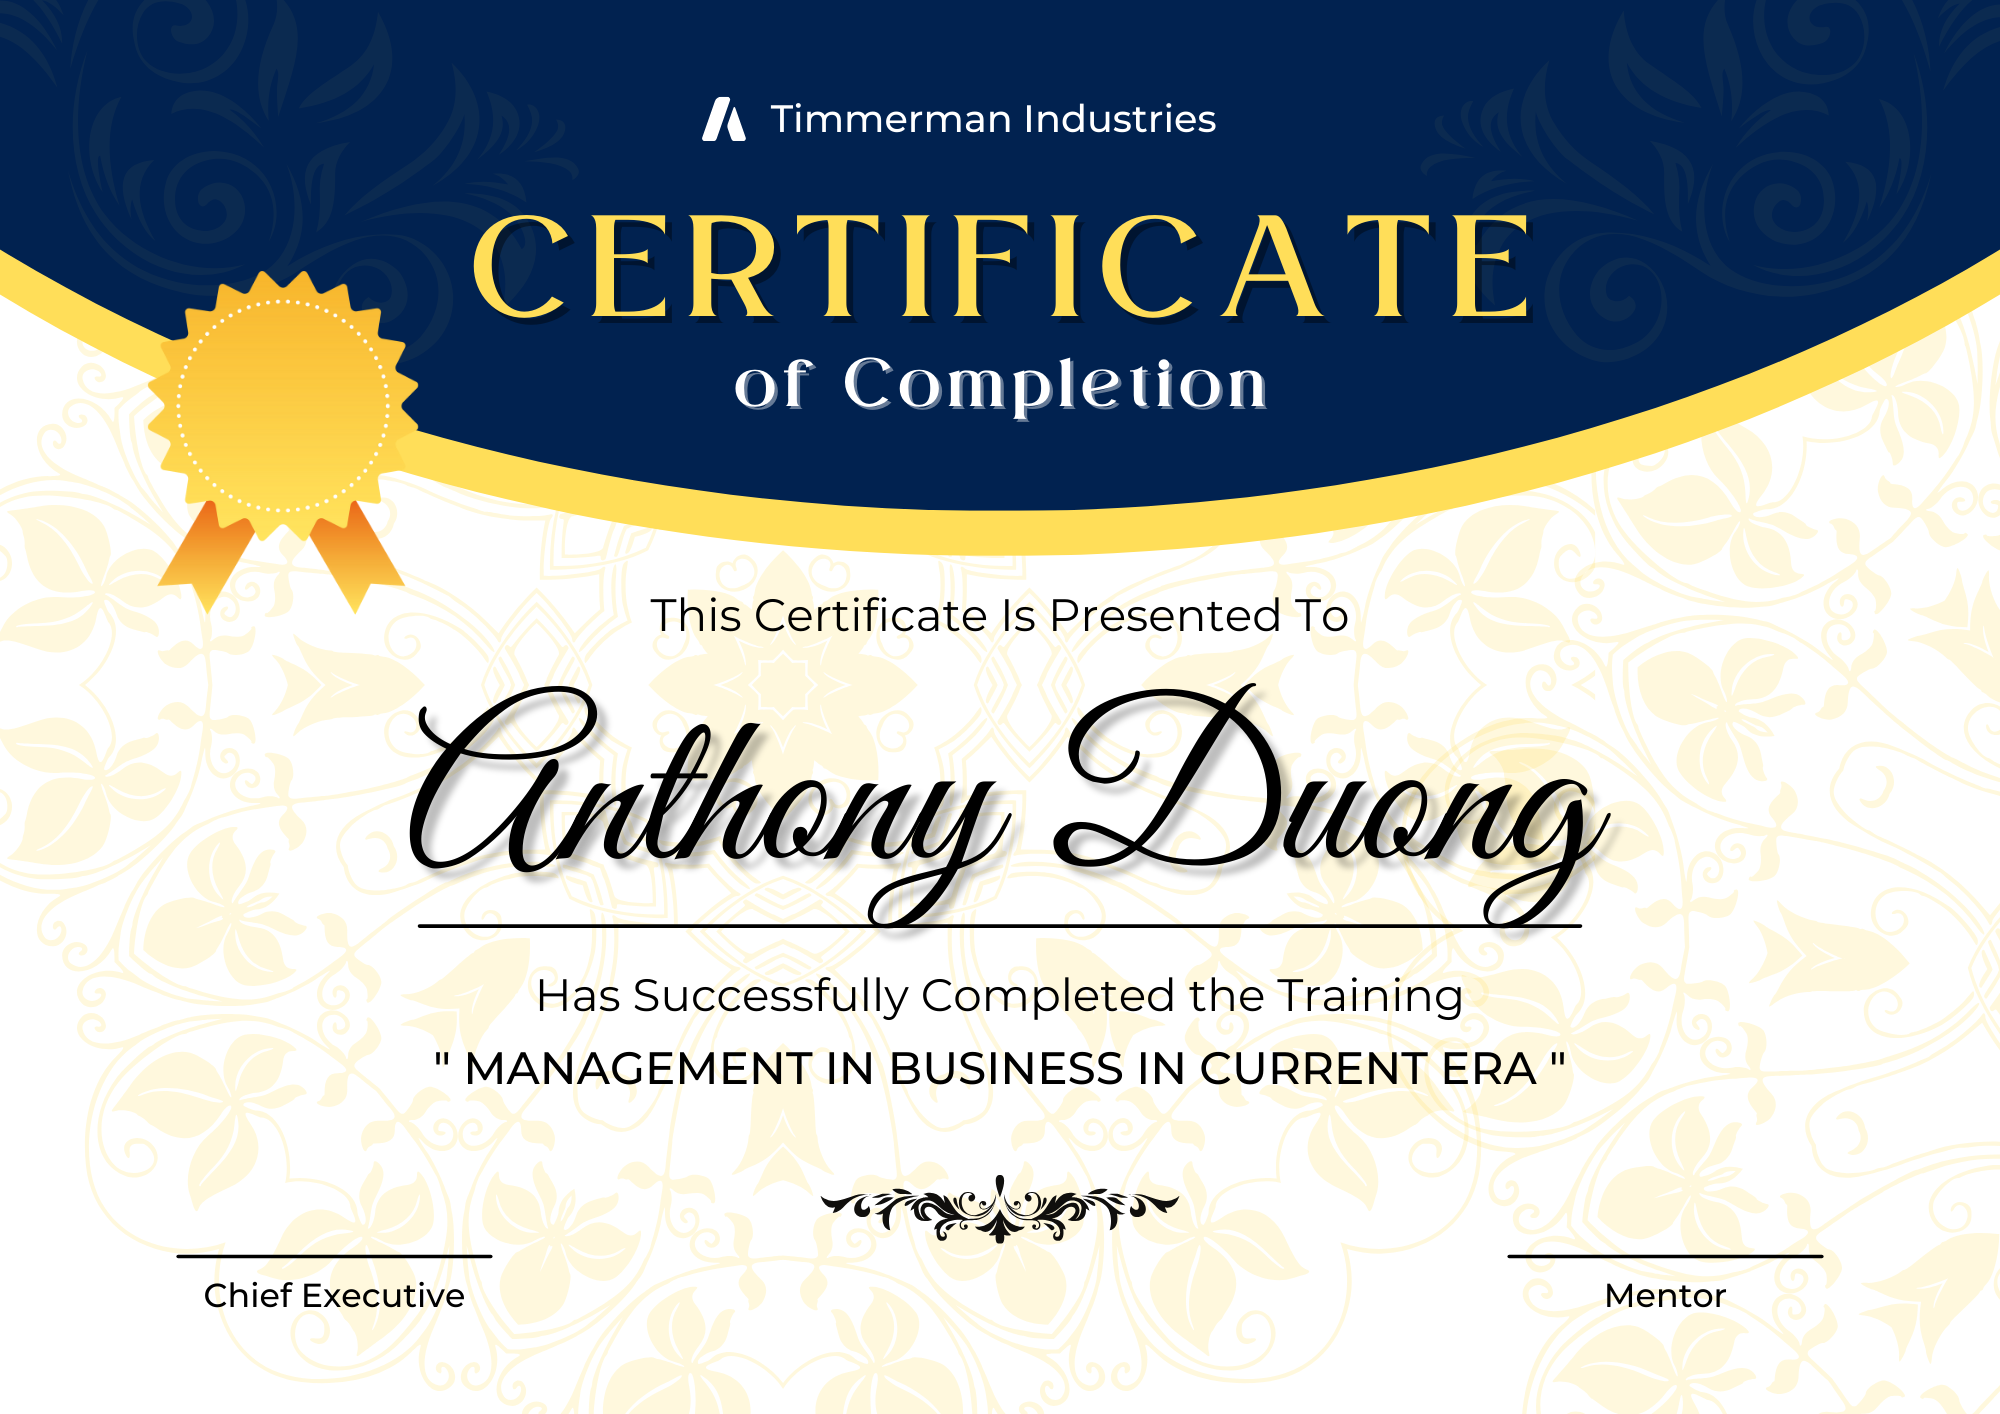 Timmerman Industries
CERTIFICATE
of Completion
This Certificate Is Presented To
Anthony Duong
Has Successfully Completed the Training
" MANAGEMENT IN BUSINESS IN CURRENT ERA "
Chief Executive
Mentor